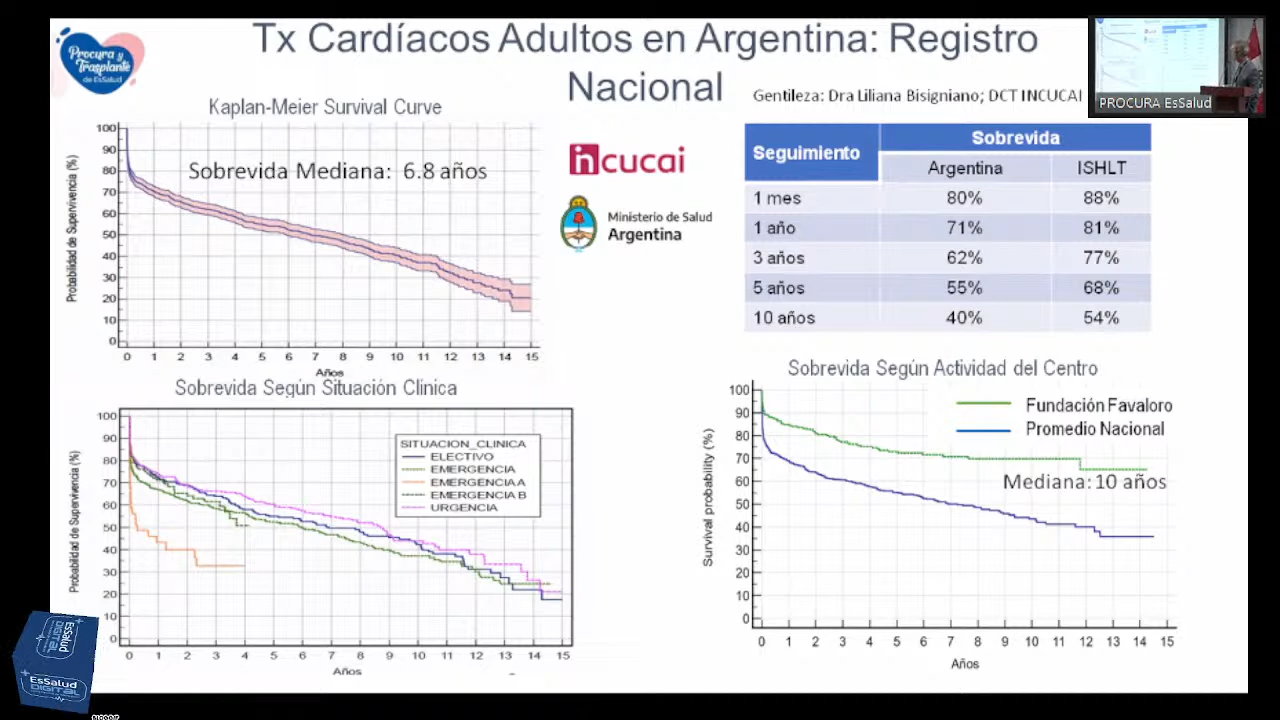 Procura y
Trasplante
de EsSalud
Tx Cardíacos Adultos en Argentina: Registro
Nacional
Gentileza: Dra Liliana Bisigniano; DCT INCUCAI
PROCURA EsSalud
Kaplan-Meier Survival Curve
Sobrevida Mediana: 6.8 años
Probabilidad de Supervivencia (%)
100
90
80
70
60
50
40
30
20
10
0
0 1 2 3 4 5 6 7 8 9 10 11 12 13 14 15
Años
incucai
Ministerio de Salud
Argentina
Seguimiento Sobrevida
Argentina ISHLT
1 mes 80% 88%
1 año 71% 81%
3 años 62% 77%
5 años 55% 68%
10 años 40% 54%
Sobrevida Según Situación Clínica
Probabilidad de Supervivencia (%)
100
90
80
70
60
50
40
30
20
10
0
SITUACION_CLINICA
ELECTIVO
EMERGENCIA
EMERGENCIA A
EMERGENCIA B
URGENCIA
0 1 2 3 4 5 6 7 8 9 10 11 12 13 14 15
Años
Sobrevida Según Actividad del Centro
Survival probability (%)
100
90
80
70
60
50
40
30
20
10
0
Fundación Favaloro
Promedio Nacional
Mediana: 10 años
0 1 2 3 4 5 6 7 8 9 10 11 12 13 14 15
Años
EsSalud
DIGITAL
EsSalud
DIGITAL